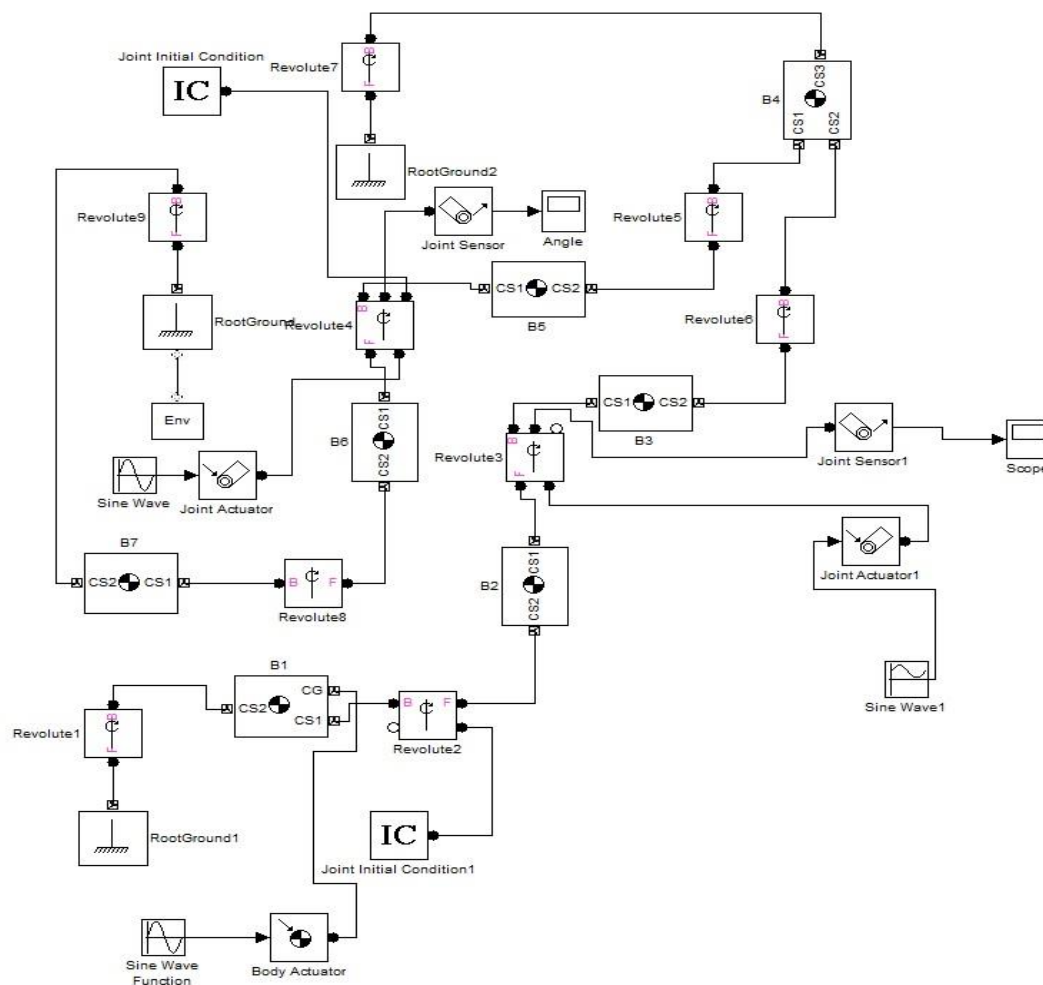 Joint Initial Condition
IC
Revolute7
B
F
RootGround2
B4
CS3
CS1
CS2
Revolute9
B
F
RootGround
Env
Joint Sensor
Angle
Revolute5
B
F
CS1
CS2
B5
Revolute4
B
F
Revolute6
B
F
CS1
CS2
B3
B6
CS1
CS2
Revolute3
B
F
Joint Sensor1
Scope
Sine Wave
Joint Actuator
B7
CS2
CS1
B
F
Revolute8
B2
CS1
CS2
Joint Actuator1
Sine Wave1
B1
CS2
CG
CS1
B
F
Revolute2
Revolute1
B
F
RootGround1
IC
Joint Initial Condition1
Sine Wave
Function
Body Actuator